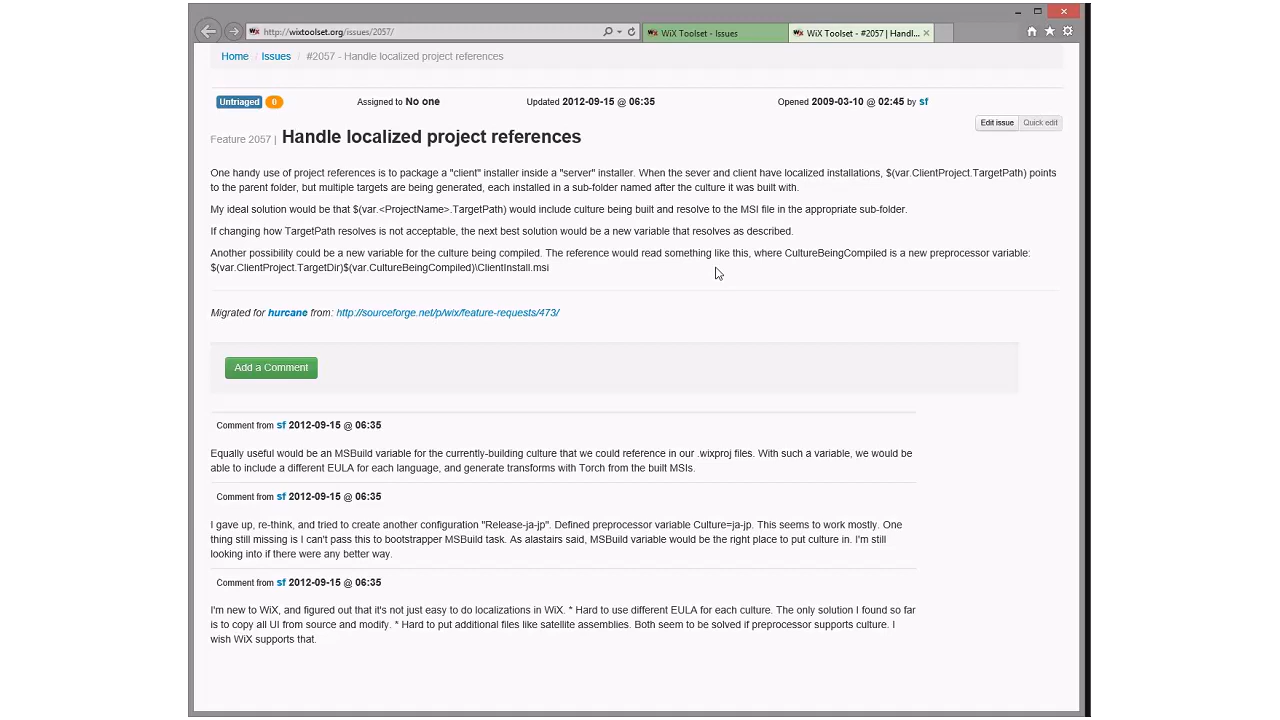 http://wixtoolset.org/issues/2057/
WiX Toolset - Issues
WiX Toolset - #2057 | Handl...
Home / Issues / #2057 - Handle localized project references
Untriaged 0 Assigned to No one Updated 2012-09-15 @ 06:35 Opened 2009-03-10 @ 02:45 by sf
Edit issue Quick edit
Feature 2057 | Handle localized project references
One handy use of project references is to package a "client" installer inside a "server" installer. When the sever and client have localized installations, $(var.ClientProject.TargetPath) points
to the parent folder, but multiple targets are being generated, each installed in a sub-folder named after the culture it was built with.
My ideal solution would be that $(var.<ProjectName>.TargetPath) would include culture being built and resolve to the MSI file in the appropriate sub-folder.
If changing how TargetPath resolves is not acceptable, the next best solution would be a new variable that resolves as described.
Another possibility could be a new variable for the culture being compiled. The reference would read something like this, where CultureBeingCompiled is a new preprocessor variable:
$(var.ClientProject.TargetDir)$(var.CultureBeingCompiled)\ClientInstall.msi
Migrated for hurcane from: http://sourceforge.net/p/wix/feature-requests/473/
Add a Comment
Comment from sf 2012-09-15 @ 06:35
Equally useful would be an MSBuild variable for the currently-building culture that we could reference in our .wixproj files. With such a variable, we would be
able to include a different EULA for each language, and generate transforms with Torch from the built MSIs.
Comment from sf 2012-09-15 @ 06:35
I gave up, re-think, and tried to create another configuration "Release-ja-jp". Defined preprocessor variable Culture=ja-jp. This seems to work mostly. One
thing still missing is I can't pass this to bootstrapper MSBuild task. As alastairs said, MSBuild variable would be the right place to put culture in. I'm still
looking into if there were any better way.
Comment from sf 2012-09-15 @ 06:35
I'm new to WiX, and figured out that it's not just easy to do localizations in WiX. * Hard to use different EULA for each culture. The only solution I found so far
is to copy all UI from source and modify. * Hard to put additional files like satellite assemblies. Both seem to be solved if preprocessor supports culture. I
wish WiX supports that.